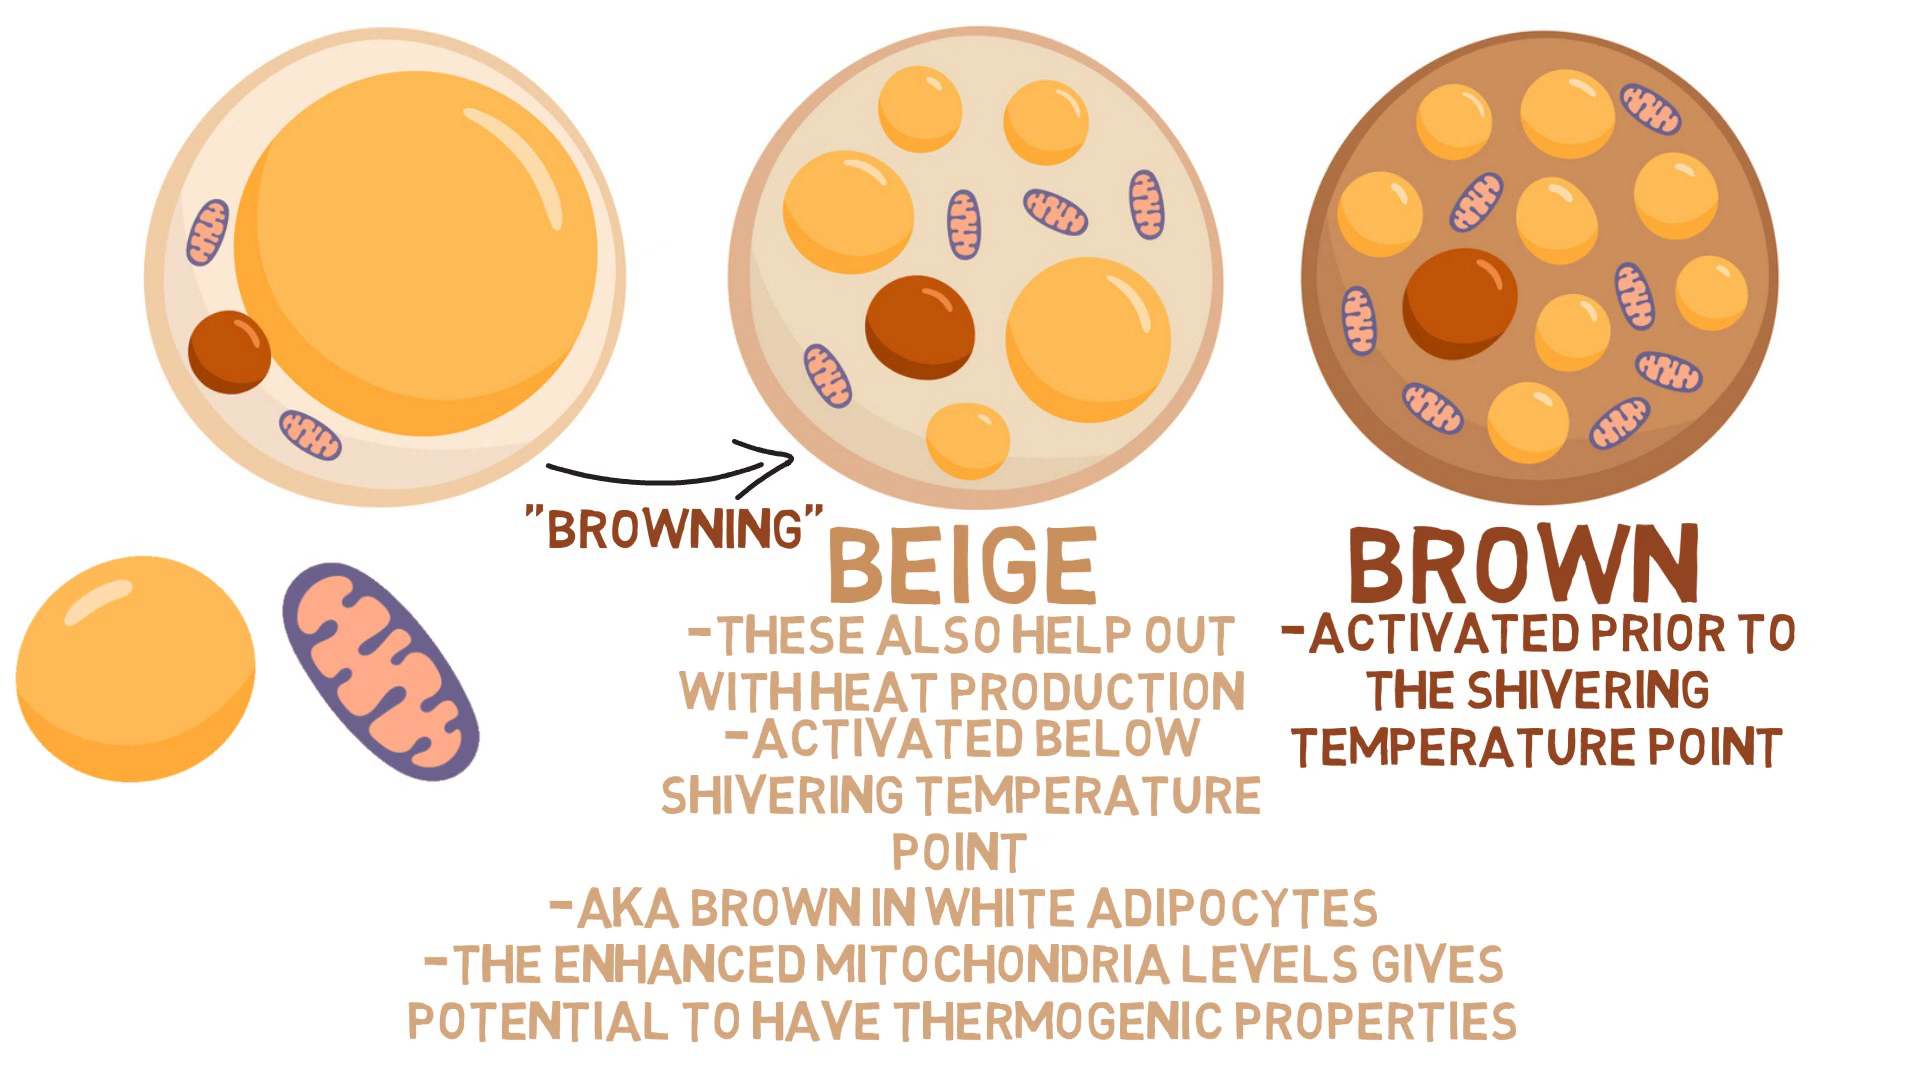 "BROWNING"
BEIGE
-THESE ALSO HELP OUT
WITH HEAT PRODUCTION
-ACTIVATED BELOW
SHIVERING TEMPERATURE
POINT
-AKA BROWN IN WHITE ADIPOCYTES
-THE ENHANCED MITOCHONDRIA LEVELS GIVES
POTENTIAL TO HAVE THERMOGENIC PROPERTIES
BROWN
-ACTIVATED PRIOR TO
THE SHIVERING
TEMPERATURE POINT